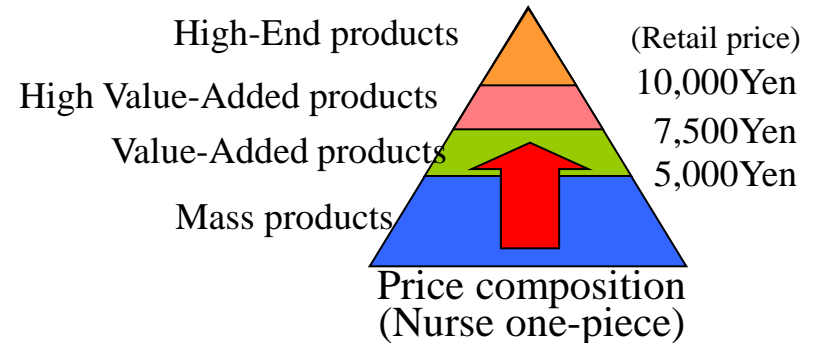 High-End products
(Retail price)
10,000Yen
High Value-Added products
7,500Yen
Value-Added products
5,000Yen
Mass products
Price composition
(Nurse one-piece)